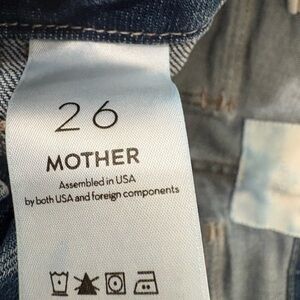 26
MOTHER
Assembled in USA
by both USA and foreign components